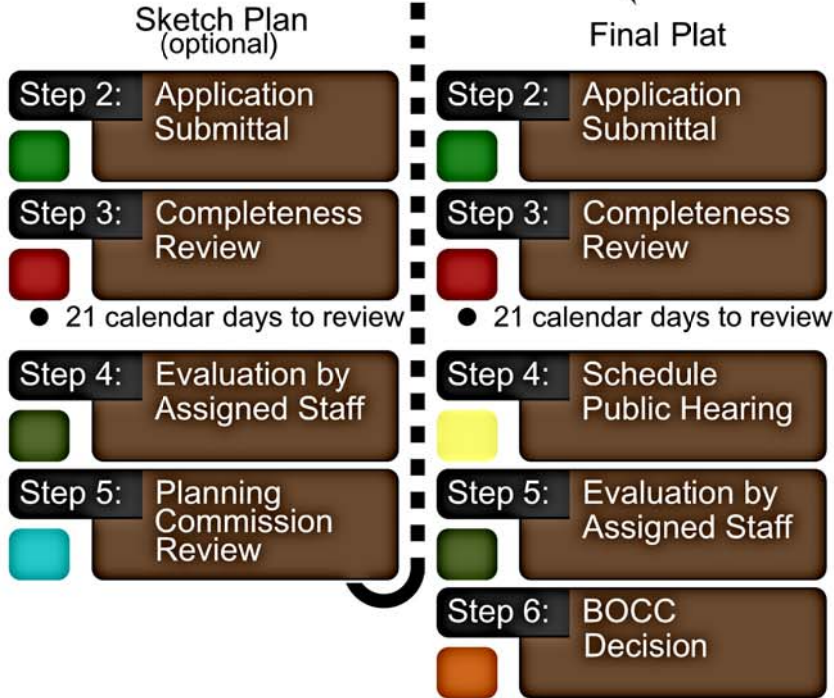 Sketch Plan
(optional)
Step 2: Application
Submittal
Step 3: Completeness
Review
● 21 calendar days to review
Step 4: Evaluation by
Assigned Staff
Step 5: Planning
Commission
Review
Final Plat
Step 2: Application
Submittal
Step 3: Completeness
Review
● 21 calendar days to review
Step 4: Schedule
Public Hearing
Step 5: Evaluation by
Assigned Staff
Step 6: BOCC
Decision